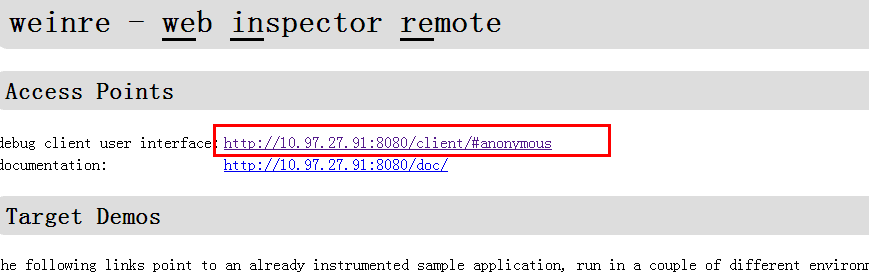 weinre - web inspector remote
Access Points
debug client user interface: http://10.97.27.91:8080/client/#anonymous
documentation: http://10.97.27.91:8080/doc/
Target Demos
he following links point to an already instrumented sample application, run in a couple of different environm